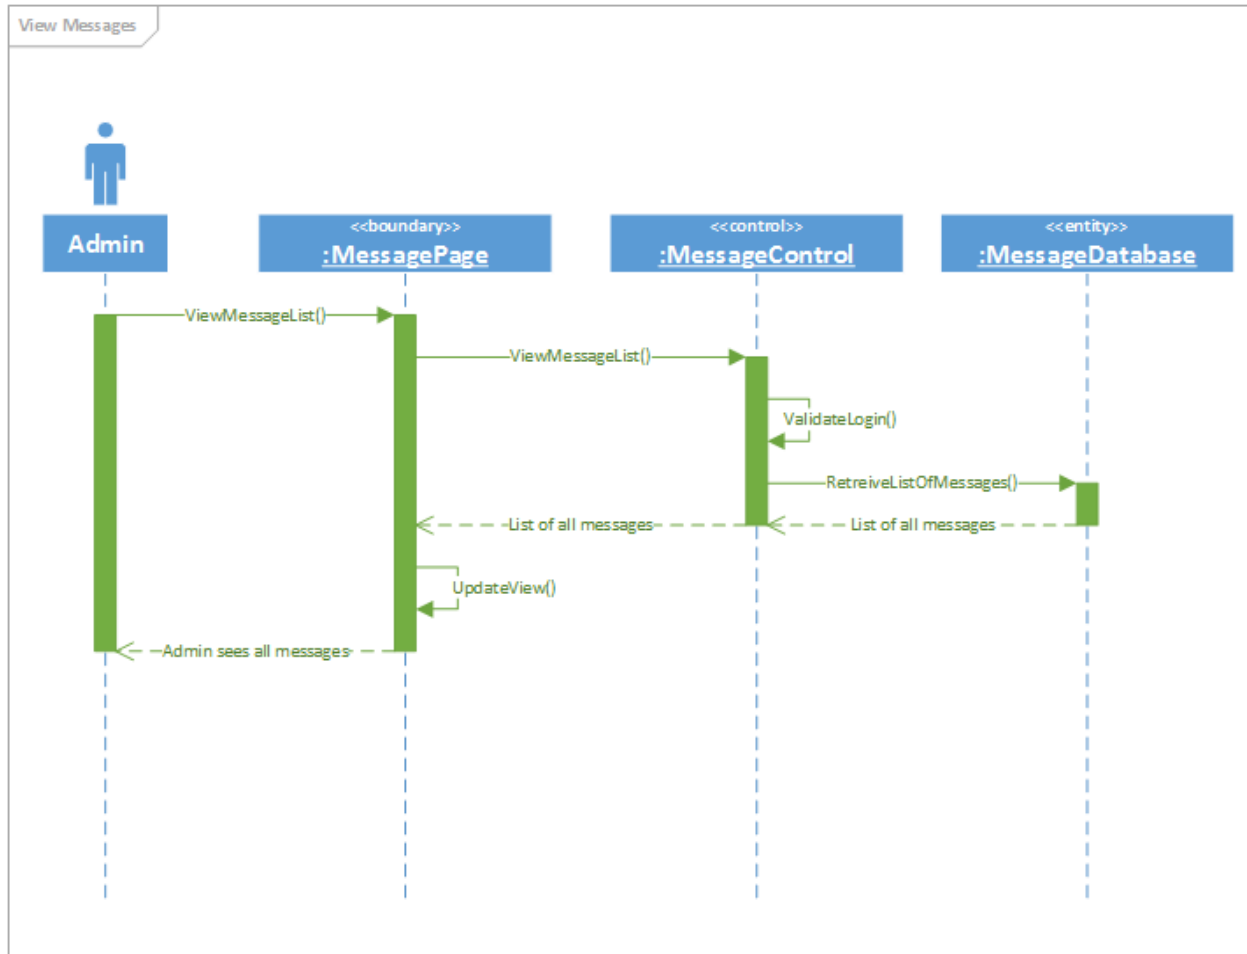 View Messages
Admin
<<boundary>>
:MessagePage
<<control>>
:MessageControl
<<entity>>
:MessageDatabase
ViewMessageList()
ViewMessageList()
ValidateLogin()
RetreiveListOfMessages()
List of all messages
List of all messages
UpdateView()
Admin sees all messages